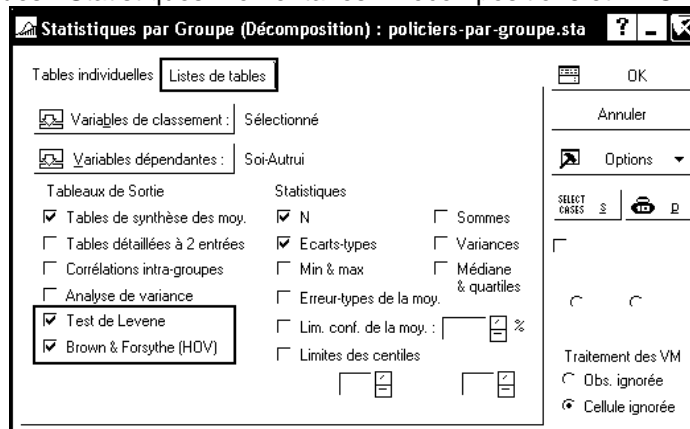 Statistiques par Groupe (Décomposition) : policiers-par-groupe.sta ? - X
Tables individuelles Listes de tables
OK
Variables de classement : Sélectionné
Annuler
Variables dépendantes : Soi-Autrui
Options
Tableaux de Sortie Statistiques
SELECT CASES S D
Tables de synthèse des moy. N Sommes
Tables détaillées à 2 entrées Ecarts-types Variances
Corrélations intra-groupes Min & max Médiane & quartiles
Analyse de variance Erreur-types de la moy.
Test de Levene Lim. conf. de la moy. : %
Brown & Forsythe (HOV) Limites des centiles
Traitement des VM
Obs. ignorée
Cellule ignorée